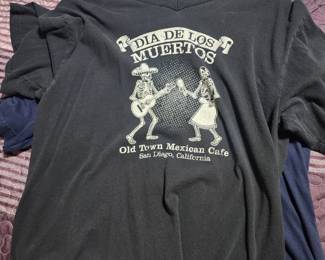 DIA DE LOS
MUERTOS
Old Town Mexican Cafe
San Diego, California